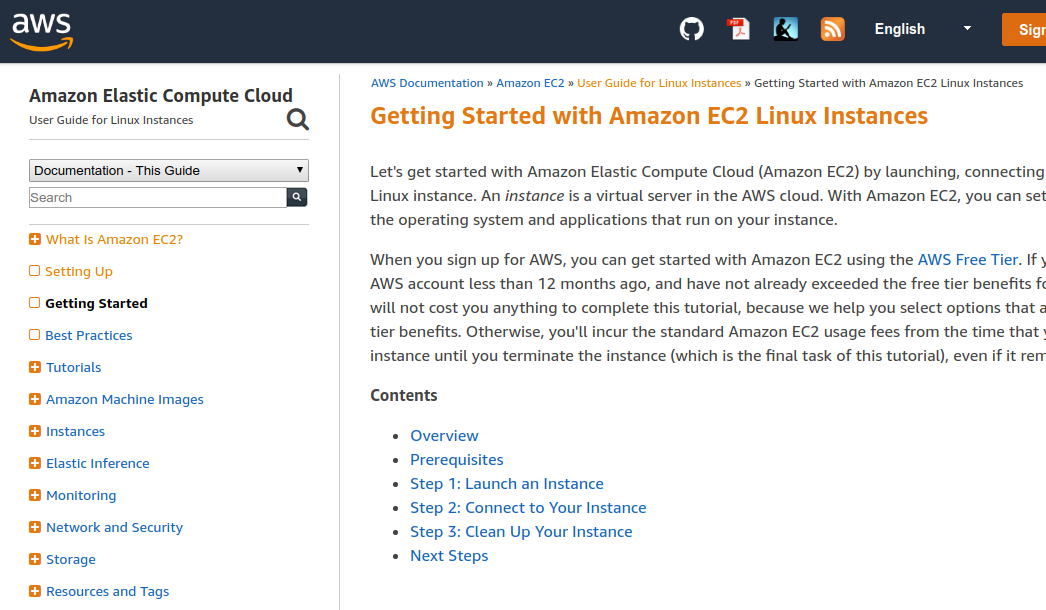 aws
PDF
English
Sign
Amazon Elastic Compute Cloud
User Guide for Linux Instances
Documentation - This Guide
Search
What Is Amazon EC2?
Setting Up
Getting Started
Best Practices
Tutorials
Amazon Machine Images
Instances
Elastic Inference
Monitoring
Network and Security
Storage
Resources and Tags
AWS Documentation » Amazon EC2 » User Guide for Linux Instances » Getting Started with Amazon EC2 Linux Instances
Getting Started with Amazon EC2 Linux Instances
Let's get started with Amazon Elastic Compute Cloud (Amazon EC2) by launching, connecting
Linux instance. An instance is a virtual server in the AWS cloud. With Amazon EC2, you can set
the operating system and applications that run on your instance.
When you sign up for AWS, you can get started with Amazon EC2 using the AWS Free Tier. If
AWS account less than 12 months ago, and have not already exceeded the free tier benefits
will not cost you anything to complete this tutorial, because we help you select options that a
tier benefits. Otherwise, you'll incur the standard Amazon EC2 usage fees from the time that
instance until you terminate the instance (which is the final task of this tutorial), even if it rem
Contents
Overview
Prerequisites
Step 1: Launch an Instance
Step 2: Connect to Your Instance
Step 3: Clean Up Your Instance
Next Steps